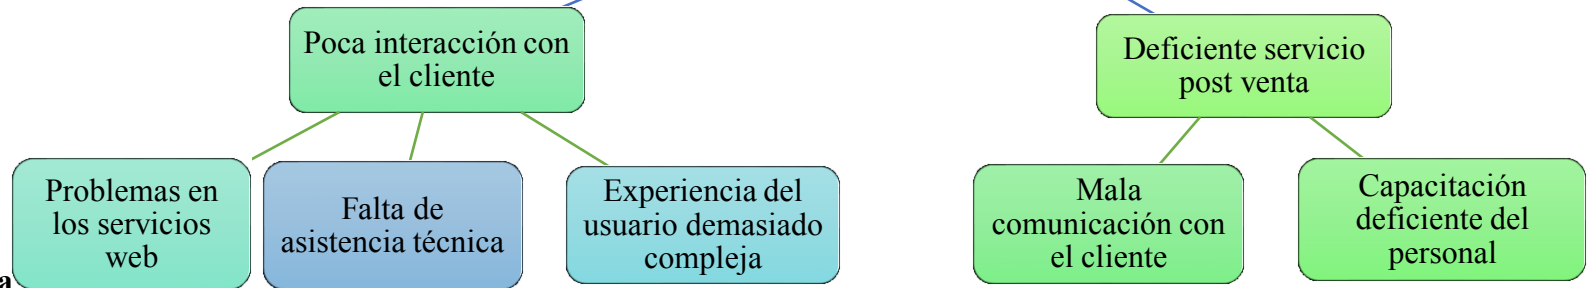 Poca interacción con
el cliente
Deficiente servicio
post venta
Problemas en
los servicios
web
Falta de
asistencia técnica
Experiencia del
usuario demasiado
compleja
Mala
comunicación con
el cliente
Capacitación
deficiente del
personal
a